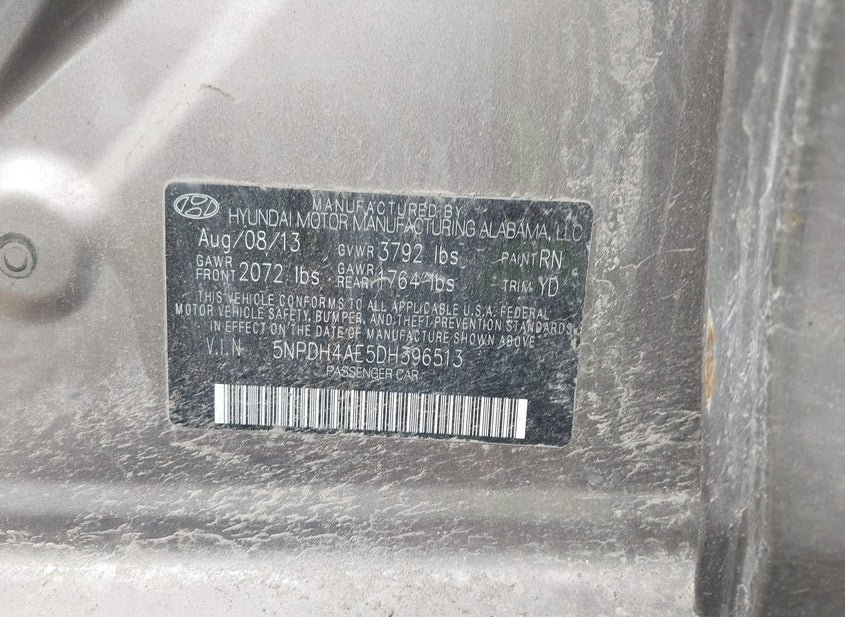 MANUFACTURED BY
HYUNDAI MOTOR MANUFACTURING ALABAMA, LLC
Aug/08/13 GVWR 3792 lbs PAINT RN
GAWR FRONT 2072 lbs GAWR REAR 1764 lbs TRIM YD
THIS VEHICLE CONFORMS TO ALL APPLICABLE U.S.A. FEDERAL
MOTOR VEHICLE SAFETY, BUMPER, AND THEFT PREVENTION STANDARDS
IN EFFECT ON THE DATE OF MANUFACTURE SHOWN ABOVE.
V.I.N 5NPDH4AE5DH396513
PASSENGER CAR